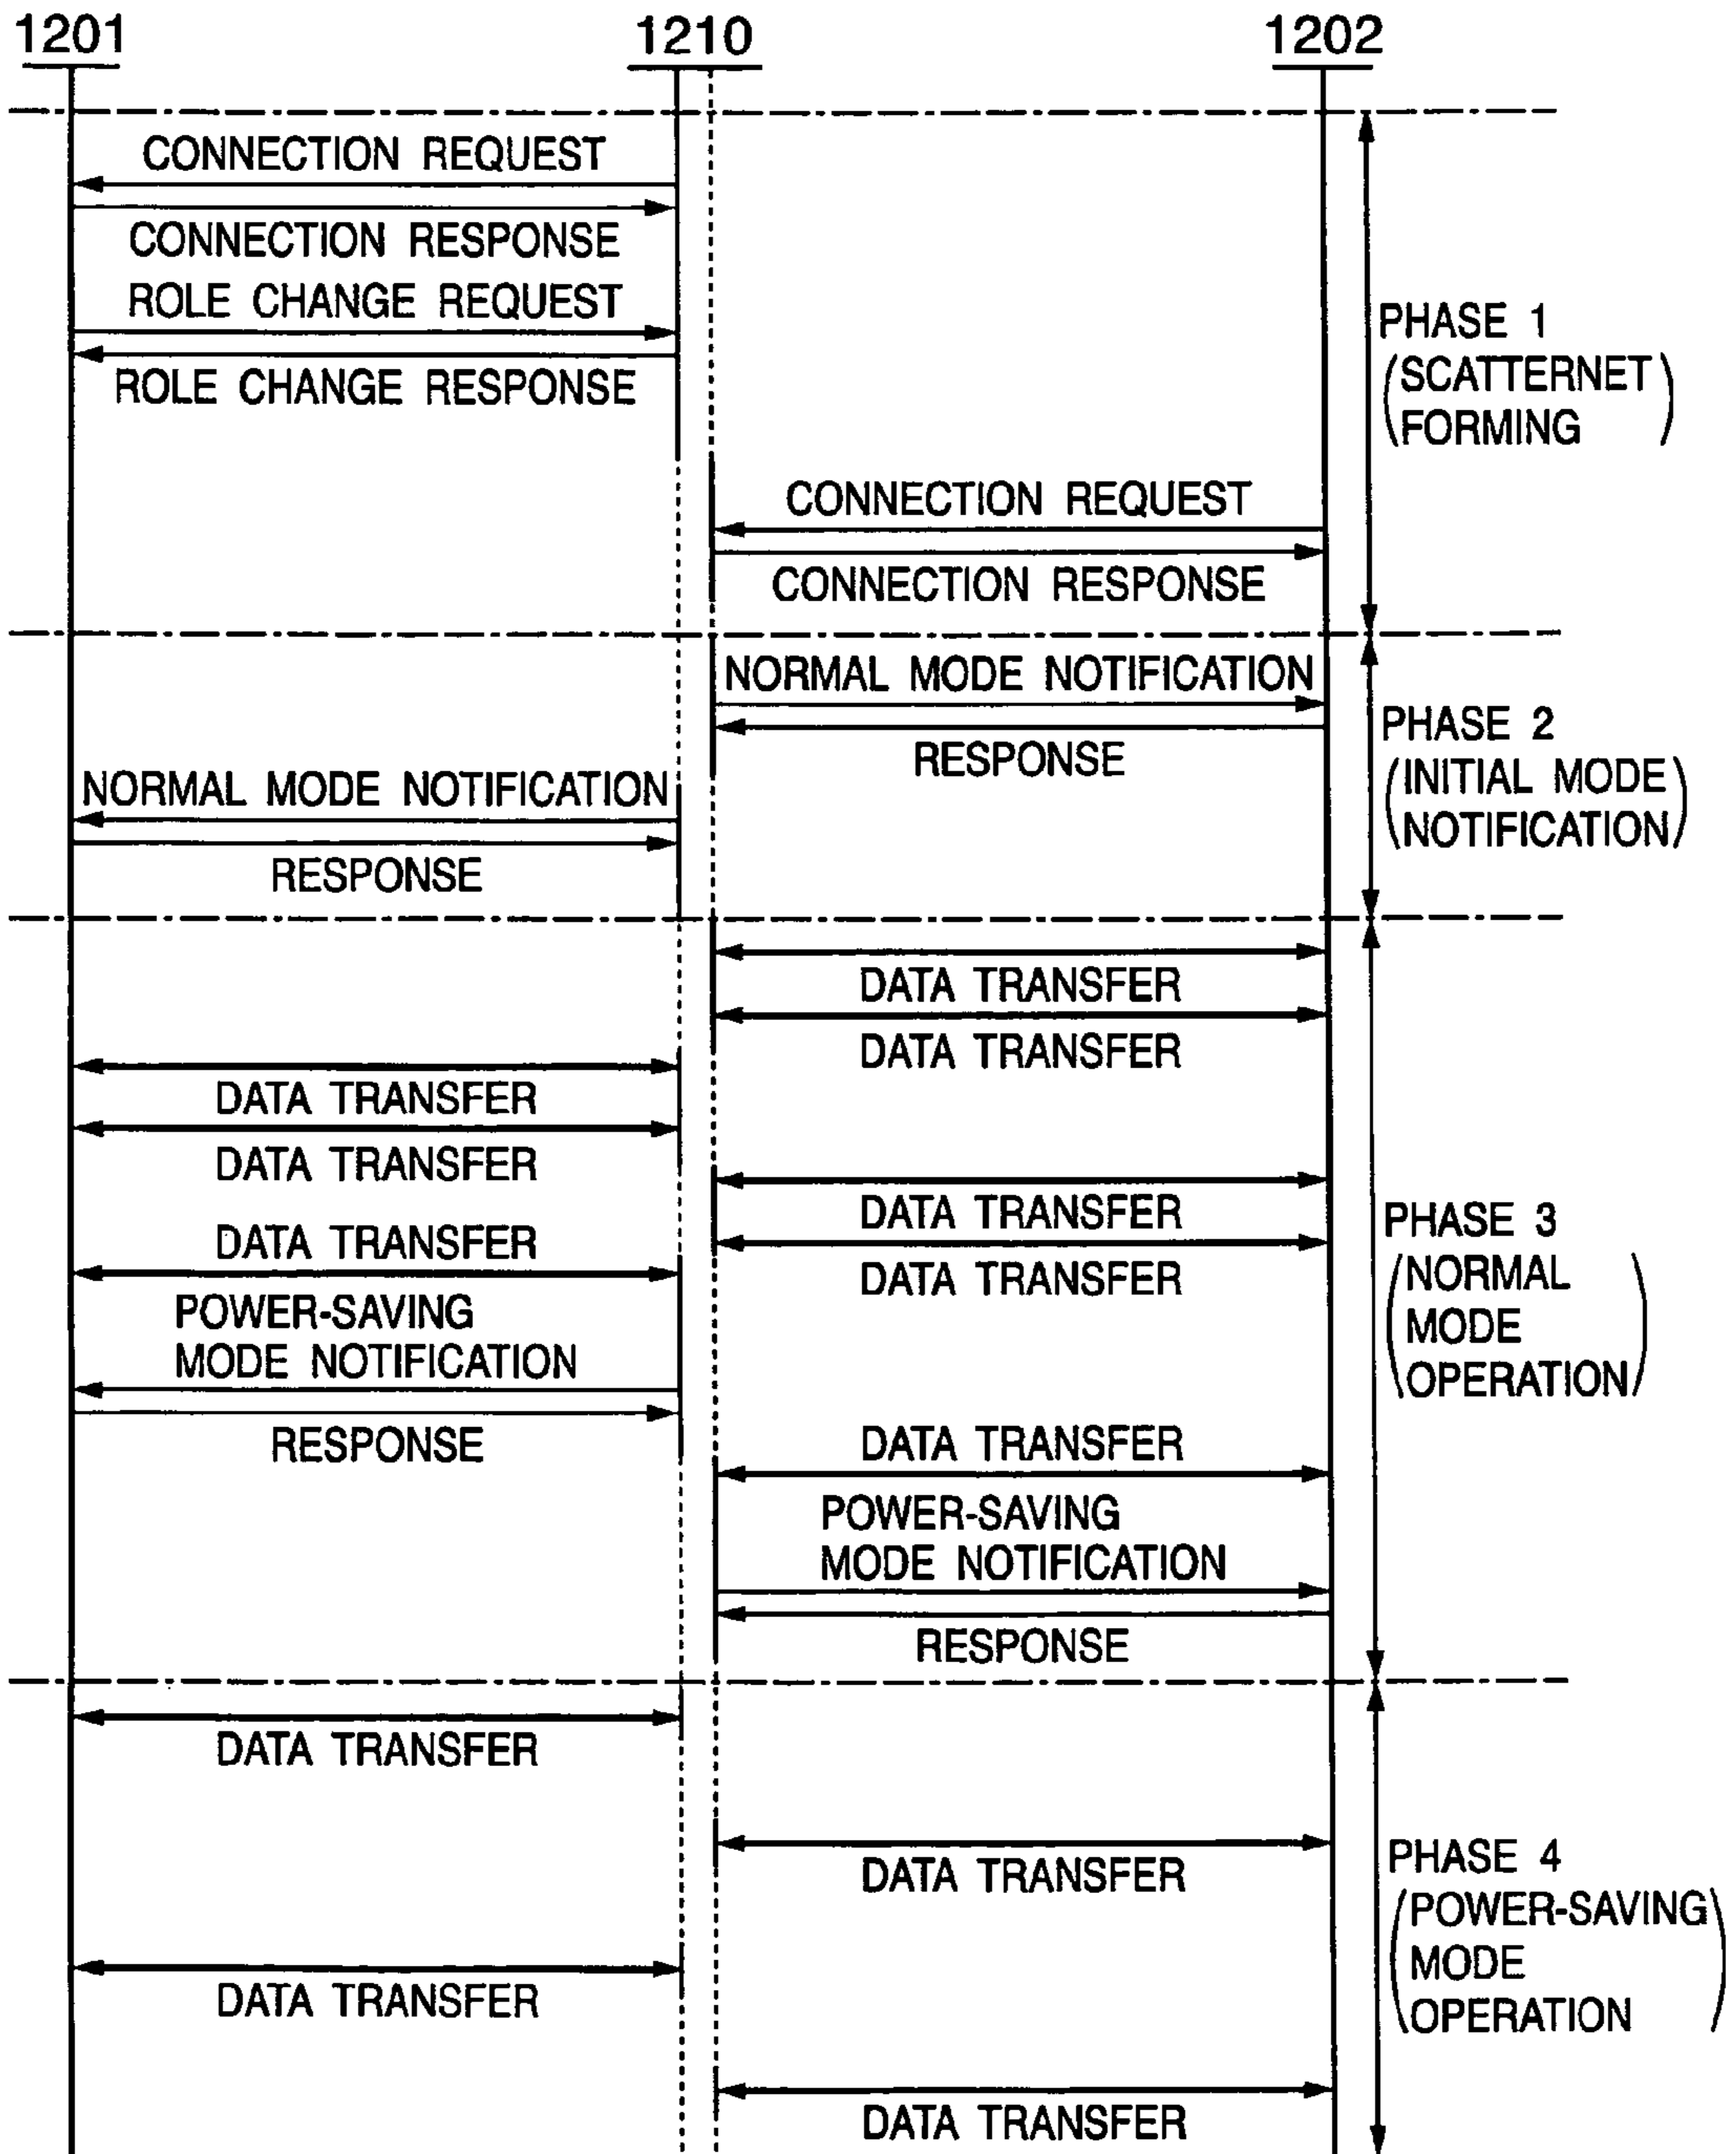 1201
1210
1202
CONNECTION REQUEST
CONNECTION RESPONSE
ROLE CHANGE REQUEST
ROLE CHANGE RESPONSE
CONNECTION REQUEST
CONNECTION RESPONSE
PHASE 1
(SCATTERNET
FORMING)
NORMAL MODE NOTIFICATION
RESPONSE
NORMAL MODE NOTIFICATION
RESPONSE
PHASE 2
(INITIAL MODE
NOTIFICATION)
DATA TRANSFER
DATA TRANSFER
DATA TRANSFER
DATA TRANSFER
DATA TRANSFER
DATA TRANSFER
DATA TRANSFER
POWER-SAVING
MODE NOTIFICATION
RESPONSE
DATA TRANSFER
POWER-SAVING
MODE NOTIFICATION
RESPONSE
PHASE 3
(NORMAL
MODE
OPERATION)
DATA TRANSFER
DATA TRANSFER
DATA TRANSFER
DATA TRANSFER
PHASE 4
(POWER-SAVING
MODE
OPERATION)